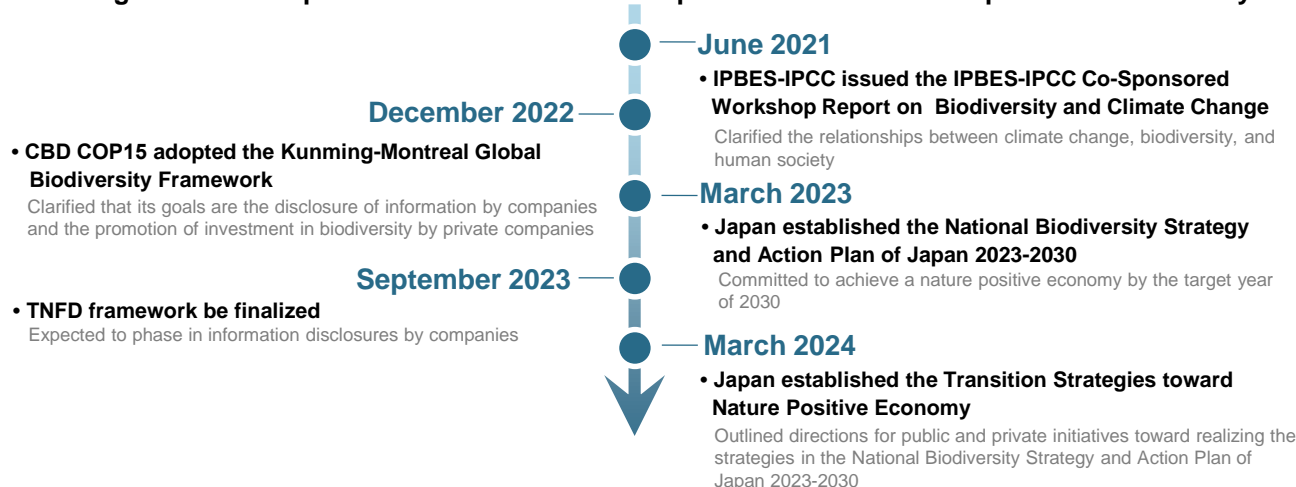 June 2021
• IPBES-IPCC issued the IPBES-IPCC Co-Sponsored
Workshop Report on Biodiversity and Climate Change
Clarified the relationships between climate change, biodiversity, and
human society
December 2022
• CBD COP15 adopted the Kunming-Montreal Global
Biodiversity Framework
Clarified that its goals are the disclosure of information by companies
and the promotion of investment in biodiversity by private companies
March 2023
• Japan established the National Biodiversity Strategy
and Action Plan of Japan 2023-2030
Committed to achieve a nature positive economy by the target year
of 2030
September 2023
• TNFD framework be finalized
Expected to phase in information disclosures by companies
March 2024
• Japan established the Transition Strategies toward
Nature Positive Economy
Outlined directions for public and private initiatives toward realizing the
strategies in the National Biodiversity Strategy and Action Plan of
Japan 2023-2030